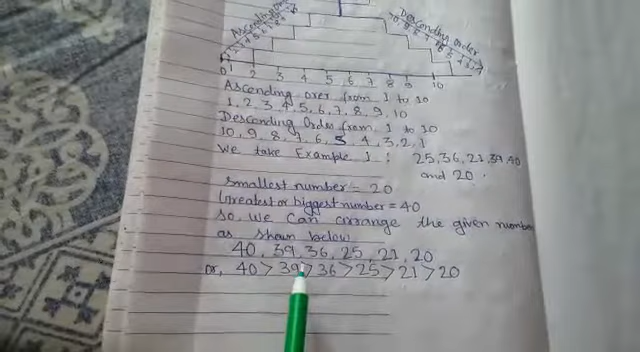 Ascending
Descending order
0 1 2 3 4 5 6 7 8 9 10
Ascending over from 1 to 10
1, 2, 3, 4, 5, 6, 7, 8, 9, 10
Descending Order from 1 to 10
10, 9, 8, 7, 6, 5, 4, 3, 2, 1
We take Example 1 : 25, 36, 21, 39, 40
and 20.
Smallest number = 20
Greatest or biggest number = 40
So, we can arrange the given number
as shown below
40, 39, 36, 25, 21, 20
or, 40 > 39 > 36 > 25 > 21 > 20